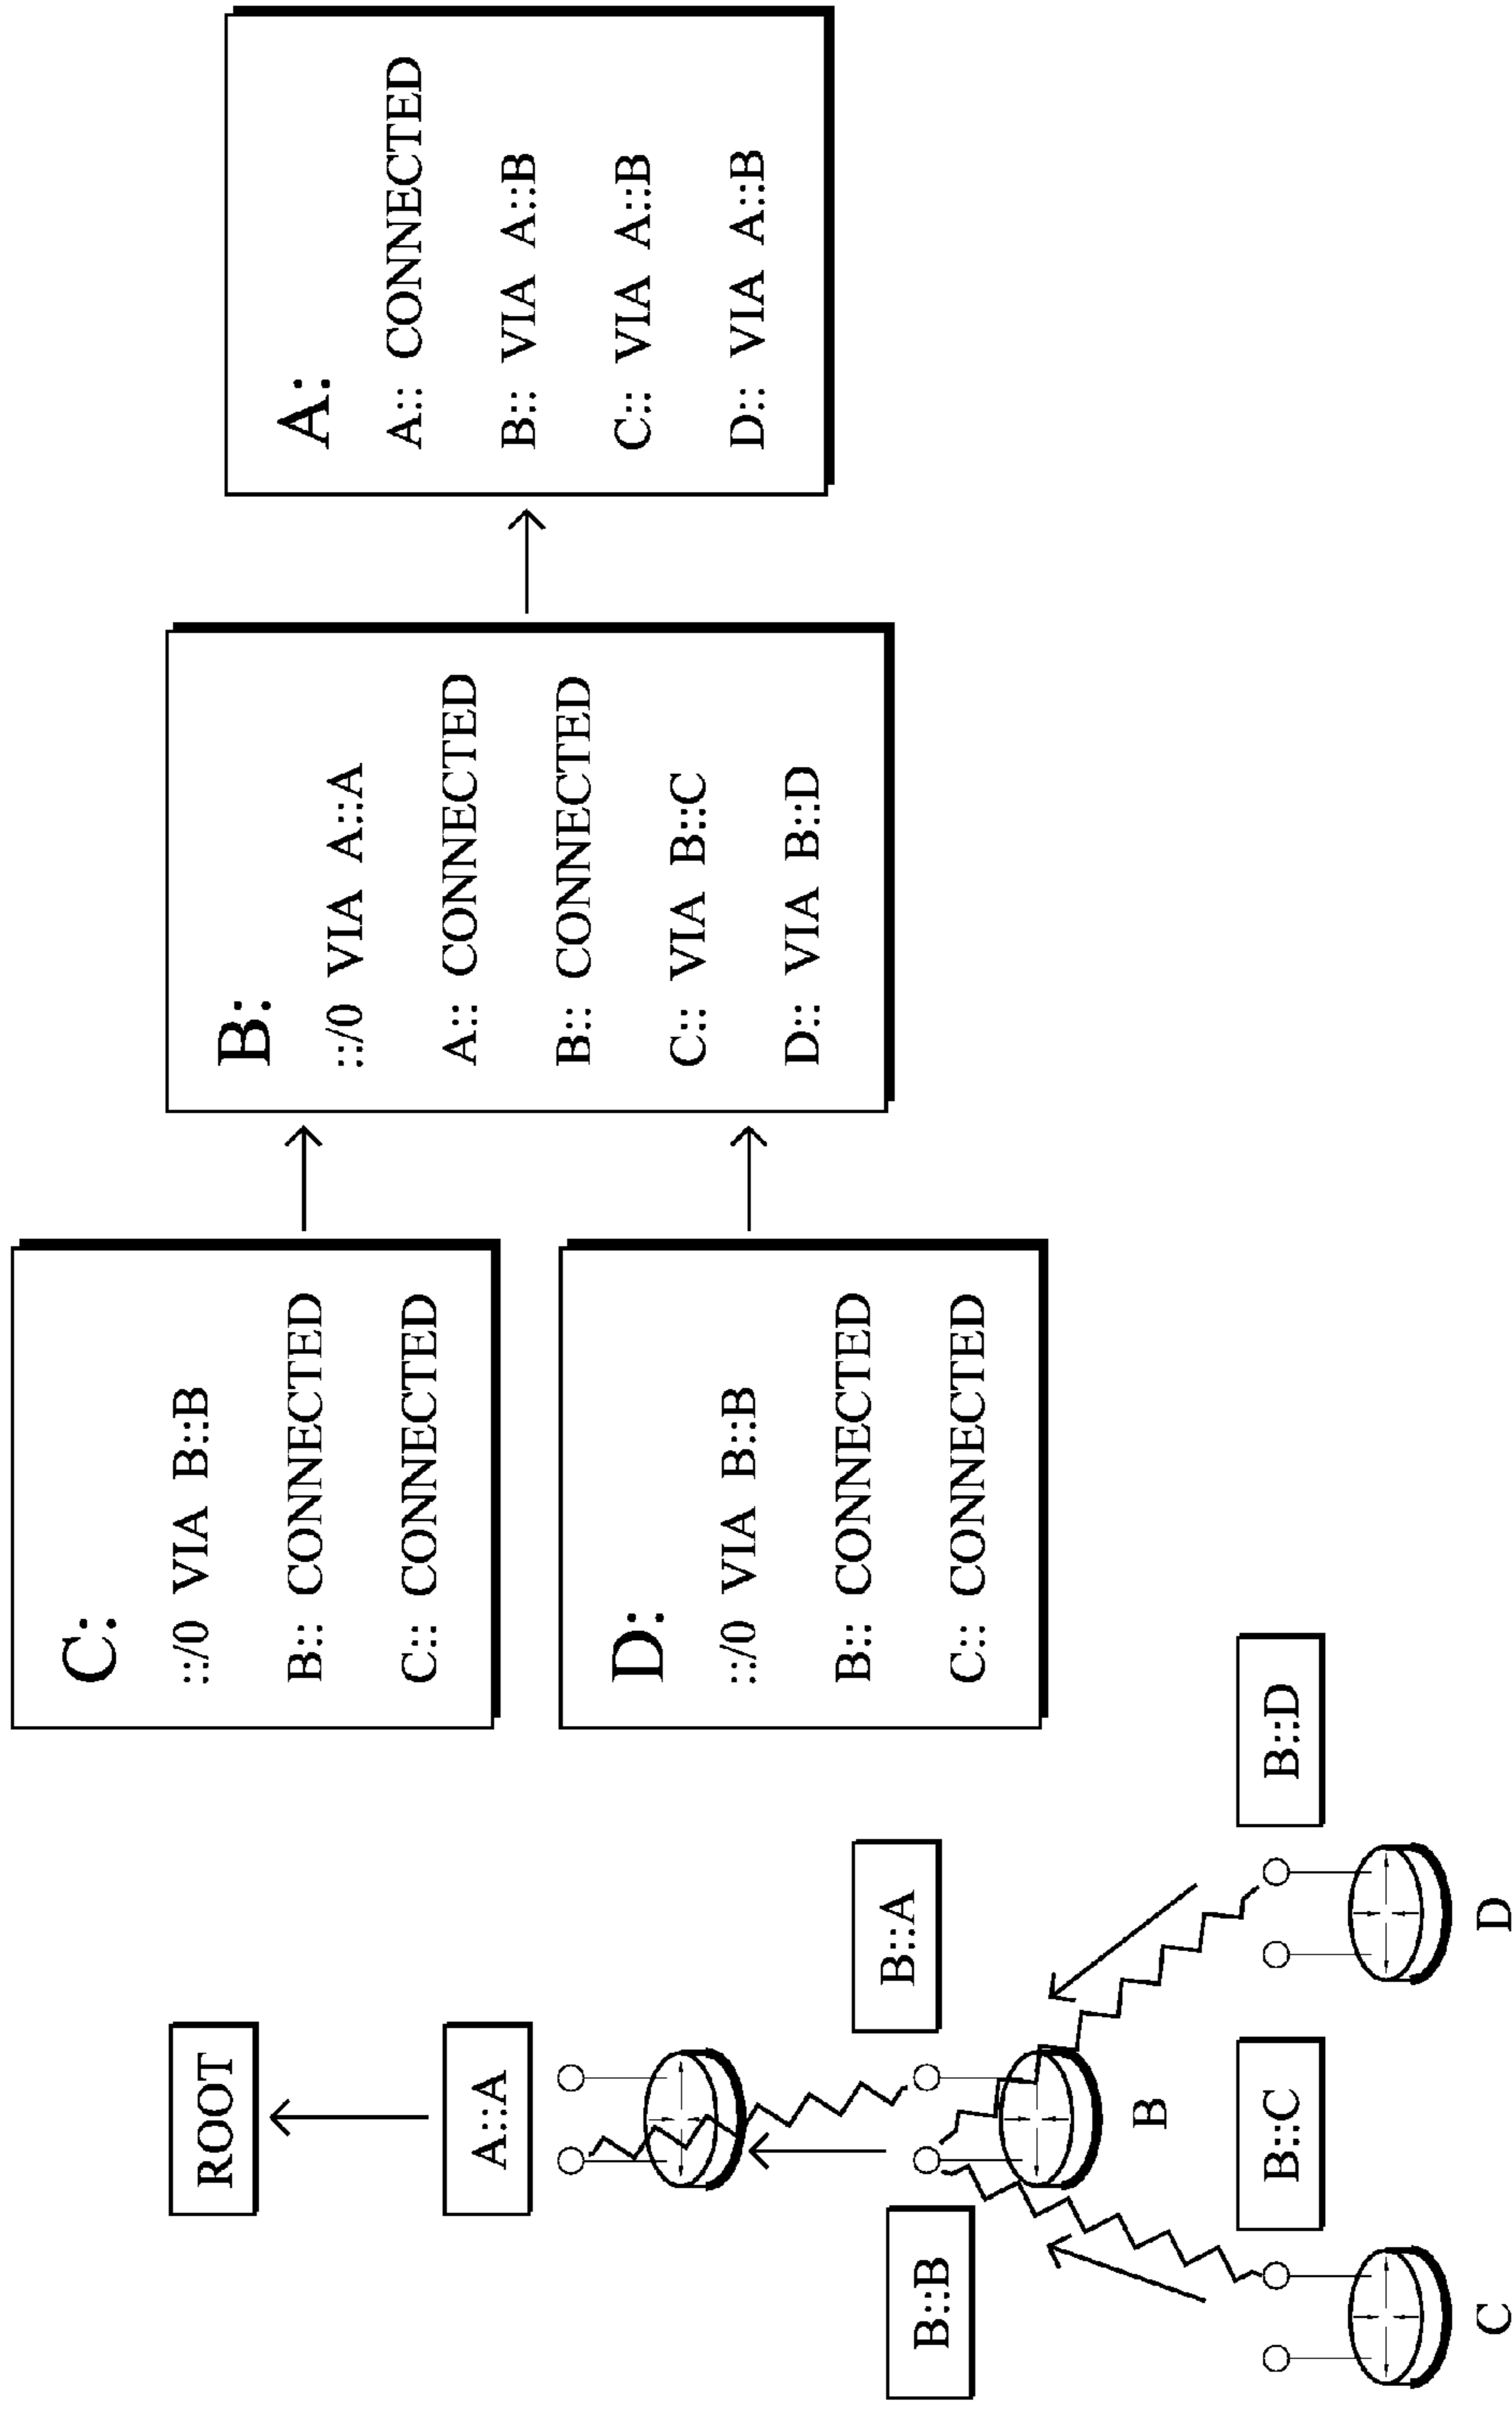 ROOT
A::A
B::A
B::B
B
B::C
B::D
C
D
C:
::/0 VIA B::B
B:: CONNECTED
C:: CONNECTED
D:
::/0 VIA B::B
B:: CONNECTED
C:: CONNECTED
B:
::/0 VIA A::A
A:: CONNECTED
B:: CONNECTED
C:: VIA B::C
D:: VIA B::D
A:
A:: CONNECTED
B:: VIA A::B
C:: VIA A::B
D:: VIA A::B